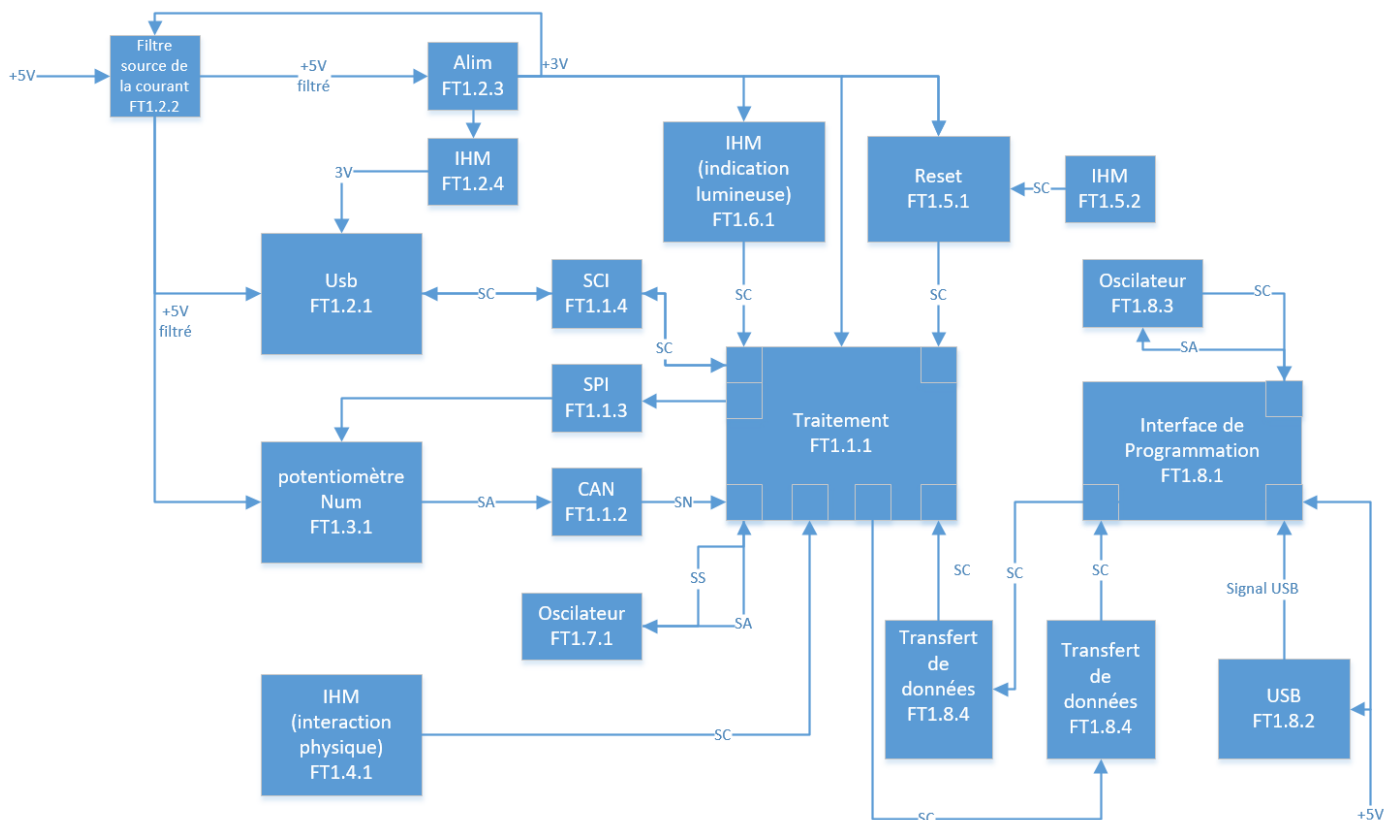 +5V
Filtre
source de
la courant
FT1.2.2
+5V
filtré
Alim
FT1.2.3
+3V
IHM
FT1.2.4
3V
IHM
(indication
lumineuse)
FT1.6.1
Reset
FT1.5.1
SC
IHM
FT1.5.2
Usb
FT1.2.1
SC
SCI
FT1.1.4
SC
SC
SC
Oscilateur
FT1.8.3
SC
SA
+5V
filtré
SPI
FT1.1.3
Traitement
FT1.1.1
Interface de
Programmation
FT1.8.1
potentiomètre
Num
FT1.3.1
SA
CAN
FT1.1.2
SN
SS
SA
Oscilateur
FT1.7.1
SC
SC
SC
Signal USB
Transfert
de
données
FT1.8.4
Transfert
de
données
FT1.8.4
USB
FT1.8.2
IHM
(interaction
physique)
FT1.4.1
SC
SC
+5V